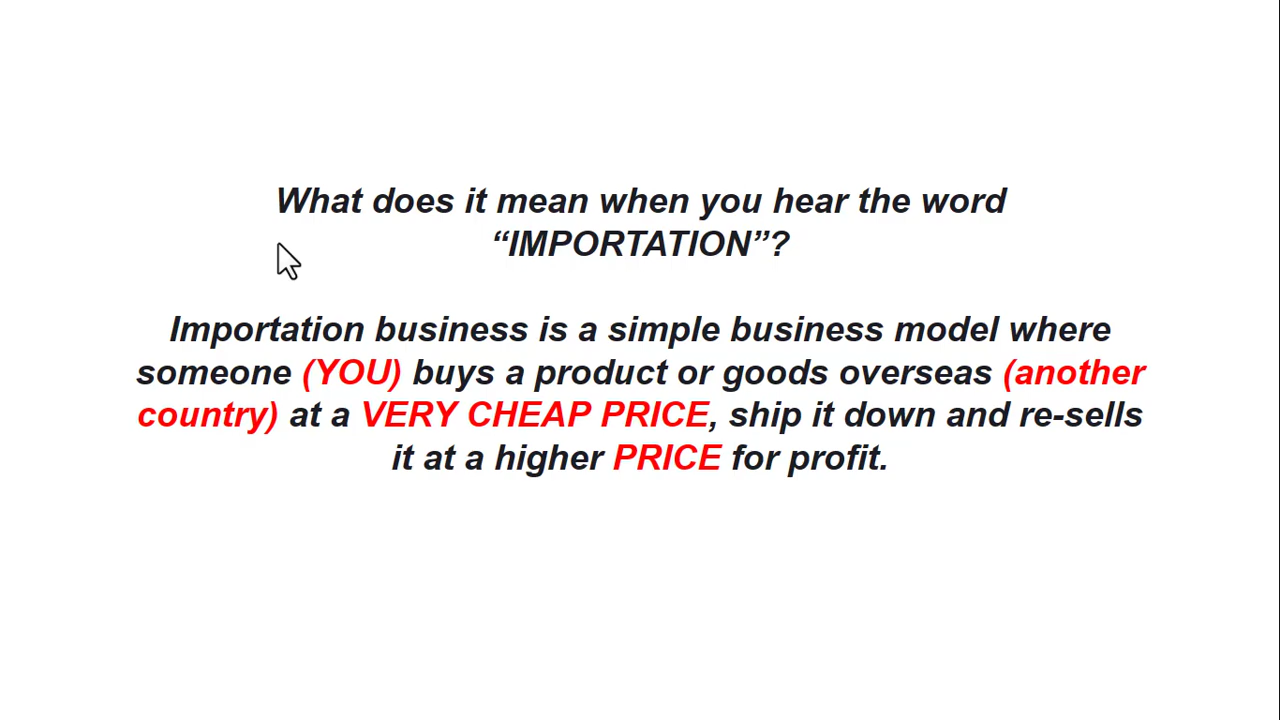 What does it mean when you hear the word
“IMPORTATION”?
Importation business is a simple business model where
someone (YOU) buys a product or goods overseas (another
country) at a VERY CHEAP PRICE, ship it down and re-sells
it at a higher PRICE for profit.